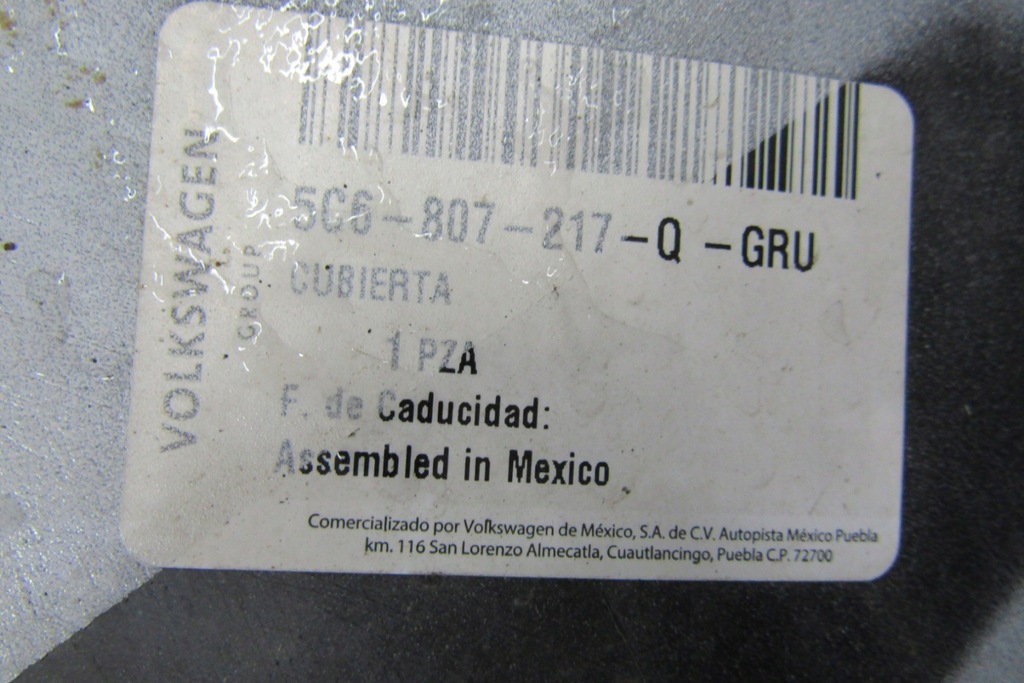 VOLKSWAGEN
GROUP
5C6-807-217-Q -GRU
CUBIERTA
1 PZA
F. de Caducidad:
Assembled in Mexico
Comercializado por Volkswagen de México, S.A. de C.V. Autopista México Puebla
km. 116 San Lorenzo Almecatla, Cuautlancingo, Puebla C.P. 72700